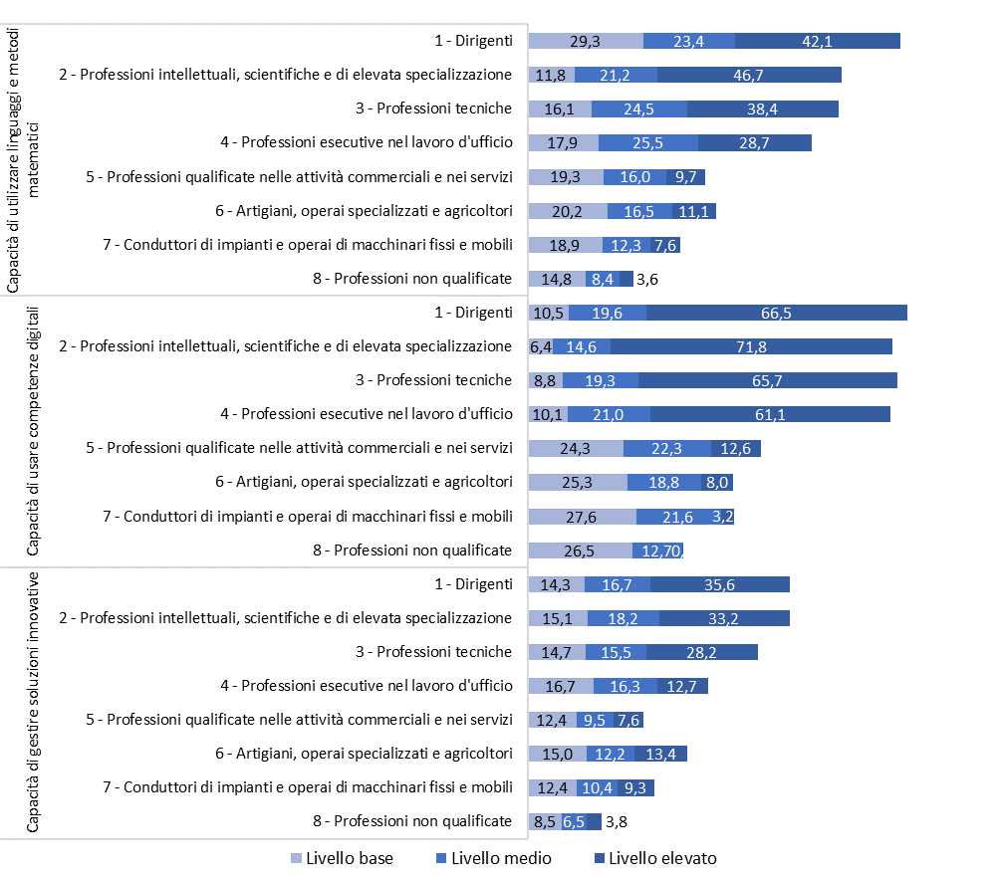 Capacità di utilizzare linguaggi e metodi
matematici
1 - Dirigenti 29,3 23,4 42,1
2 - Professioni intellettuali, scientifiche e di elevata specializzazione 11,8 21,2 46,7
3 - Professioni tecniche 16,1 24,5 38,4
4 - Professioni esecutive nel lavoro d'ufficio 17,9 25,5 28,7
5 - Professioni qualificate nelle attività commerciali e nei servizi 19,3 16,0 9,7
6 - Artigiani, operai specializzati e agricoltori 20,2 16,5 11,1
7 - Conduttori di impianti e operai di macchinari fissi e mobili 18,9 12,3 7,6
8 - Professioni non qualificate 14,8 8,4 3,6
Capacità di usare competenze digitali
1 - Dirigenti 10,5 19,6 66,5
2 - Professioni intellettuali, scientifiche e di elevata specializzazione 6,4 14,6 71,8
3 - Professioni tecniche 8,8 19,3 65,7
4 - Professioni esecutive nel lavoro d'ufficio 10,1 21,0 61,1
5 - Professioni qualificate nelle attività commerciali e nei servizi 24,3 22,3 12,6
6 - Artigiani, operai specializzati e agricoltori 25,3 18,8 8,0
7 - Conduttori di impianti e operai di macchinari fissi e mobili 27,6 21,6 3,2
8 - Professioni non qualificate 26,5 12,7
Capacità di gestire soluzioni innovative
1 - Dirigenti 14,3 16,7 35,6
2 - Professioni intellettuali, scientifiche e di elevata specializzazione 15,1 18,2 33,2
3 - Professioni tecniche 14,7 15,5 28,2
4 - Professioni esecutive nel lavoro d'ufficio 16,7 16,3 12,7
5 - Professioni qualificate nelle attività commerciali e nei servizi 12,4 9,5 7,6
6 - Artigiani, operai specializzati e agricoltori 15,0 12,2 13,4
7 - Conduttori di impianti e operai di macchinari fissi e mobili 12,4 10,4 9,3
8 - Professioni non qualificate 8,5 6,5 3,8
Livello base Livello medio Livello elevato